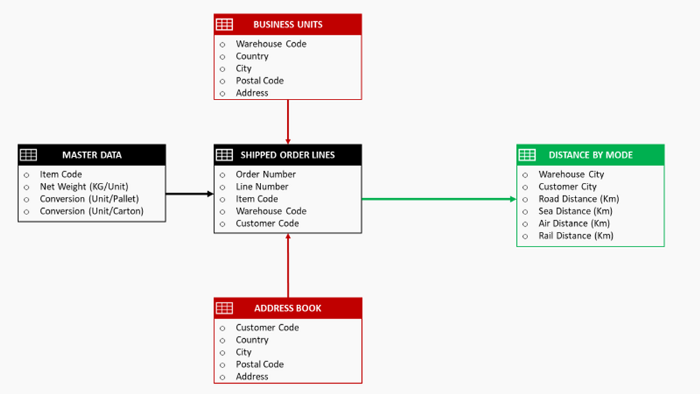 BUSINESS UNITS
Warehouse Code
Country
City
Postal Code
Address
MASTER DATA
Item Code
Net Weight (KG/Unit)
Conversion (Unit/Pallet)
Conversion (Unit/Carton)
SHIPPED ORDER LINES
Order Number
Line Number
Item Code
Warehouse Code
Customer Code
DISTANCE BY MODE
Warehouse City
Customer City
Road Distance (Km)
Sea Distance (Km)
Air Distance (Km)
Rail Distance (Km)
ADDRESS BOOK
Customer Code
Country
City
Postal Code
Address